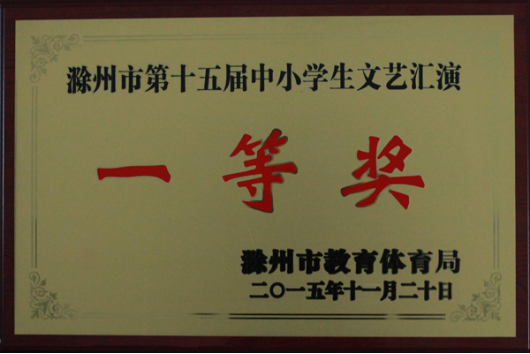 滁州市第十五届中小学生文艺汇演
一等奖
滁州市教育体育局
二〇一五年十一月二十日